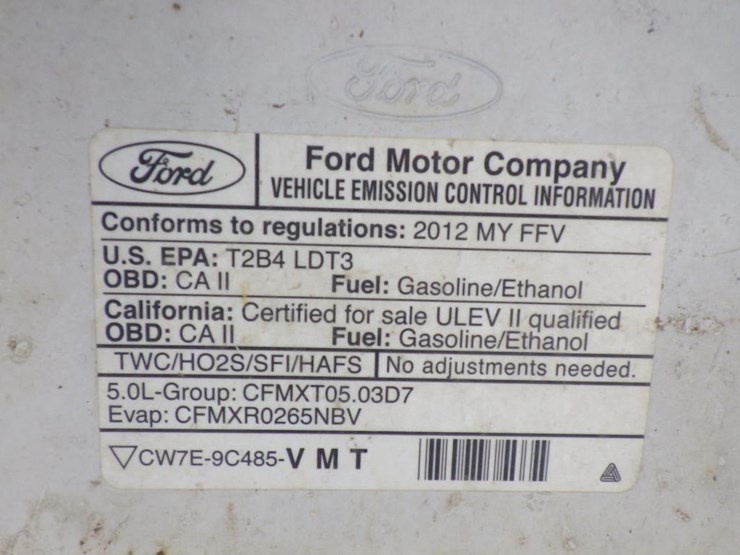 Ford
Ford
Ford Motor Company
VEHICLE EMISSION CONTROL INFORMATION
Conforms to regulations: 2012 MY FFV
U.S. EPA: T2B4 LDT3
OBD: CA II Fuel: Gasoline/Ethanol
California: Certified for sale ULEV II qualified
OBD: CA II Fuel: Gasoline/Ethanol
TWC/HO2S/SFI/HAFS No adjustments needed.
5.0L-Group: CFMXT05.03D7
Evap: CFMXR0265NBV
CW7E-9C485-V M T